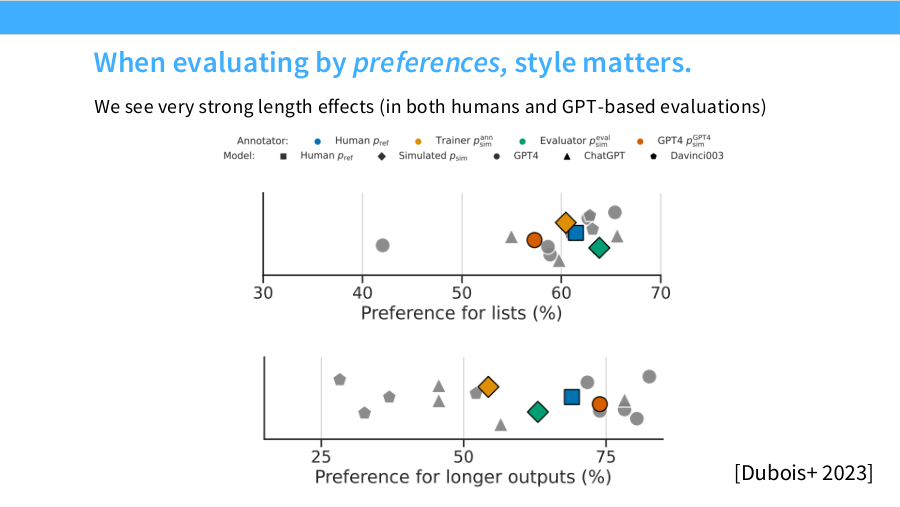 When evaluating by preferences, style matters.
We see very strong length effects (in both humans and GPT-based evaluations)
Annotator: Human p_ref Trainer p_sim^ann Evaluator p_sim^eval GPT4 p_sim^GPT4
Model: Human p_ref Simulated p_sim GPT4 ChatGPT Davinci003
30 40 50 60 70
Preference for lists (%)
25 50 75
Preference for longer outputs (%)
[Dubois+ 2023]